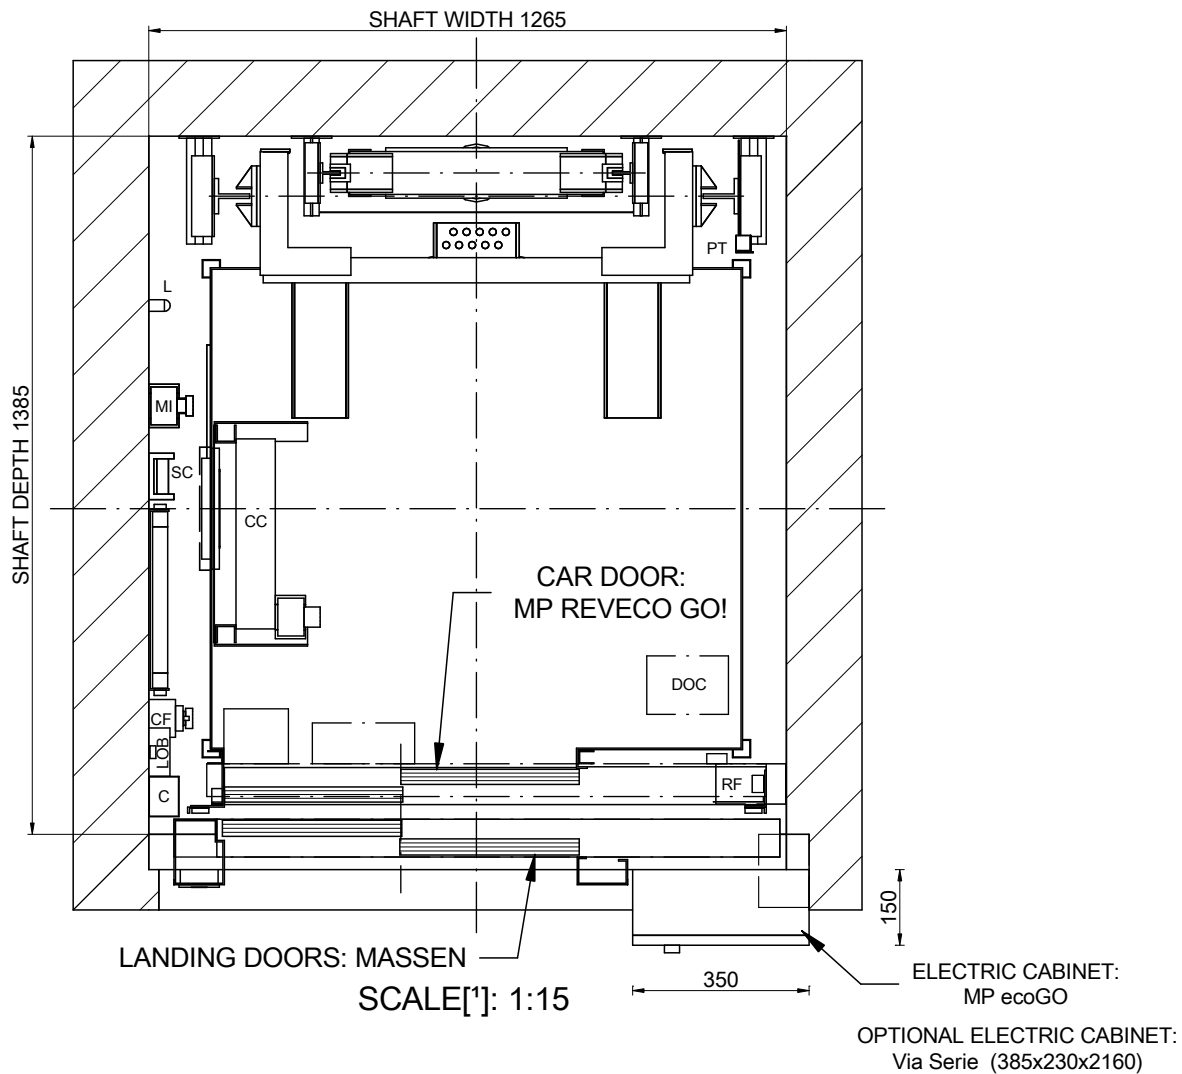 SHAFT WIDTH 1265
PT
L
MI
SHAFT DEPTH 1385
SC
CC
CAR DOOR:
MP REVECO GO!
DOC
CF
LOB
C
RF
150
LANDING DOORS: MASSEN
SCALE[¹]: 1:15
350
ELECTRIC CABINET:
MP ecoGO
OPTIONAL ELECTRIC CABINET:
Via Serie (385x230x2160)